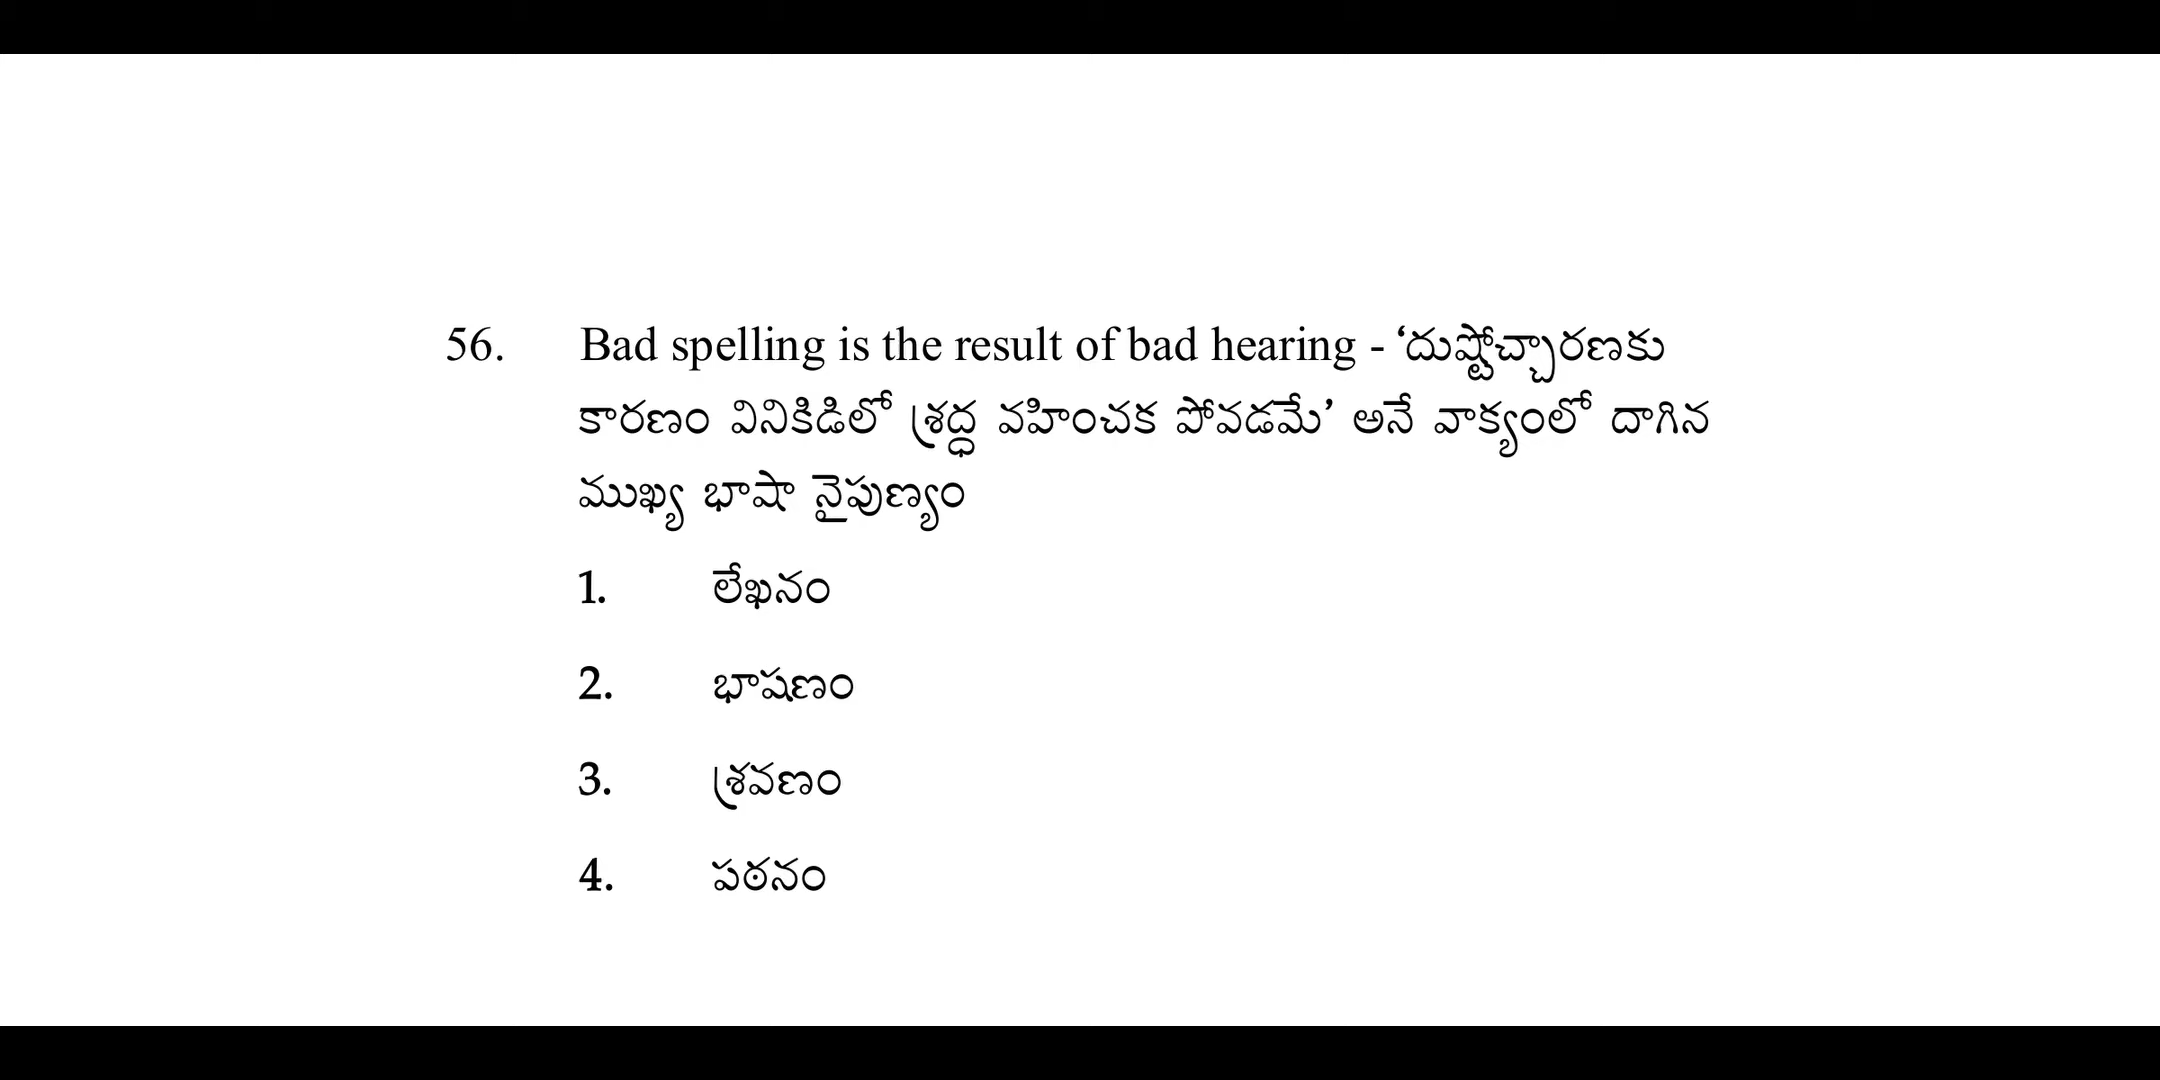 56. Bad spelling is the result of bad hearing - ‘దుష్టోచ్చారణకు
కారణం వినికిడిలో శ్రద్ధ వహించక పోవడమే’ అనే వాక్యంలో దాగిన
ముఖ్య భాషా నైపుణ్యం
1. లేఖనం
2. భాషణం
3. శ్రవణం
4. పఠనం